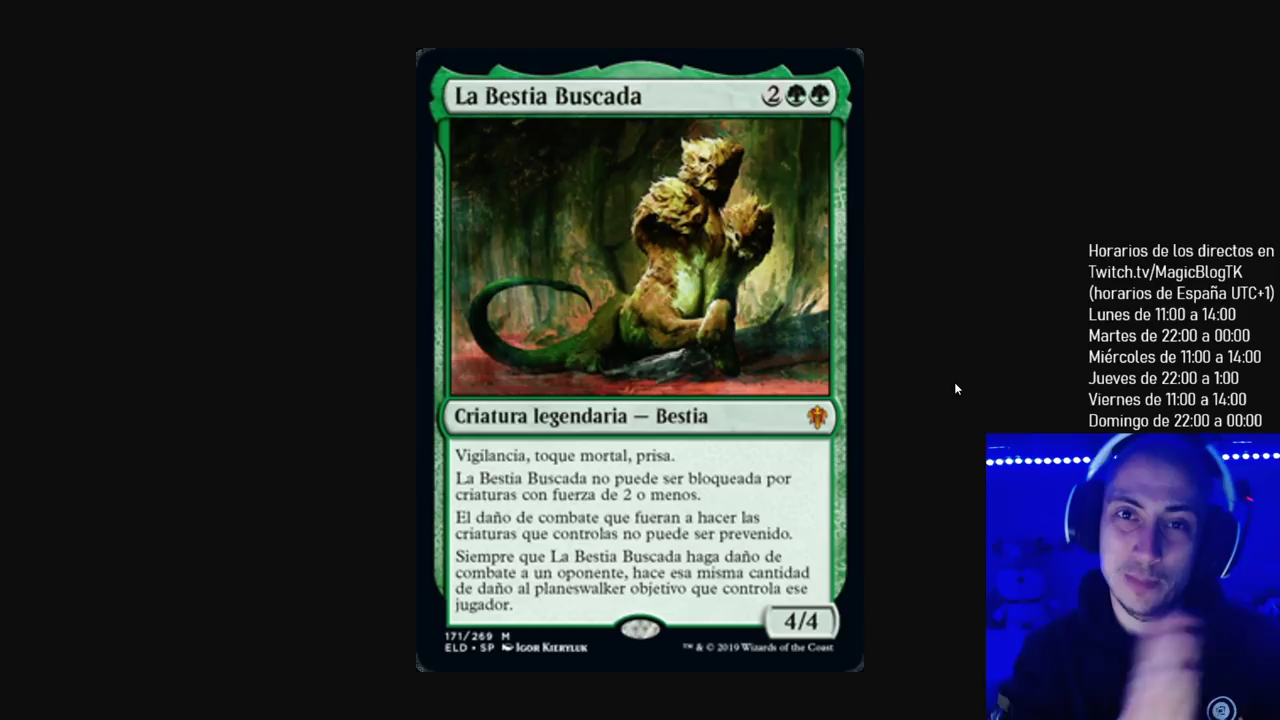 La Bestia Buscada
2
Criatura legendaria — Bestia
Vigilancia, toque mortal, prisa.
La Bestia Buscada no puede ser bloqueada por
criaturas con fuerza de 2 o menos.
El daño de combate que fueran a hacer las
criaturas que controlas no puede ser prevenido.
Siempre que La Bestia Buscada haga daño de
combate a un oponente, hace esa misma cantidad
de daño al planeswalker objetivo que controla ese
jugador.
4/4
171/269 M
ELD • SP Igor Kieryluk
™ & © 2019 Wizards of the Coast
Horarios de los directos en
Twitch.tv/MagicBlogTK
(horarios de España UTC+1)
Lunes de 11:00 a 14:00
Martes de 22:00 a 00:00
Miércoles de 11:00 a 14:00
Jueves de 22:00 a 1:00
Viernes de 11:00 a 14:00
Domingo de 22:00 a 00:00